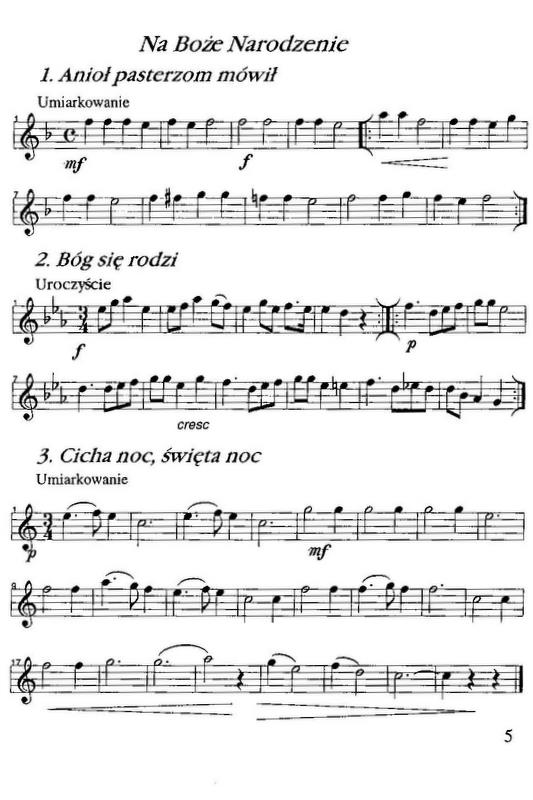 Na Boże Narodzenie
1. Anioł pasterzom mówił
Umiarkowanie
1
mf f
7
2. Bóg się rodzi
Uroczyście
1
f p
7
cresc
3. Cicha noc, święta noc
Umiarkowanie
1
p mf
9
17
5